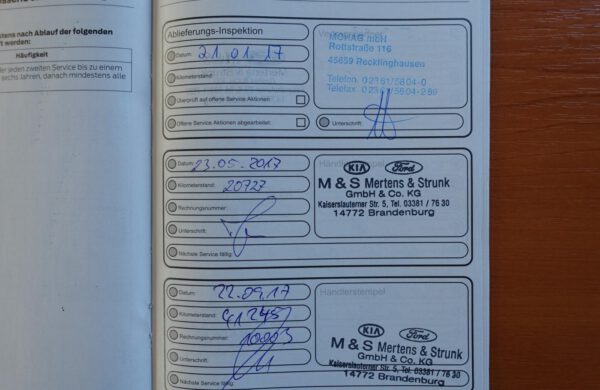 stens nach Ablauf der folgenden
ft werden:
Häufigkeit
er jeden zweiten Service bis zu einem
sechs Jahren, danach mindestens alle
Ablieferungs-Inspektion
Datum: 21.01.17
Kilometerstand:
Überprüft auf offene Service Aktionen:
Offene Service Aktionen abgearbeitet:
MOHAG mbH
Rottstraße 116
45659 Recklinghausen
Telefon 02361/5804-0
Telefax 02361/5804-289
Unterschrift:
Datum: 23.05.2017
Kilometerstand: 20727
Rechnungsnummer:
Unterschrift:
Nächste Service fällig:
Händlerstempel
KIA Ford
M & S Mertens & Strunk
GmbH & Co. KG
Kaiserslauterner Str. 5, Tel. 03381 / 76 30
14772 Brandenburg
Datum: 22.09.17
Kilometerstand:
Rechnungsnummer:
Unterschrift:
Nächste Service fällig:
Händlerstempel
KIA Ford
M & S Mertens & Strunk
GmbH & Co. KG
Kaiserslauterner Str. 5, Tel. 03381 / 76 30
14772 Brandenburg